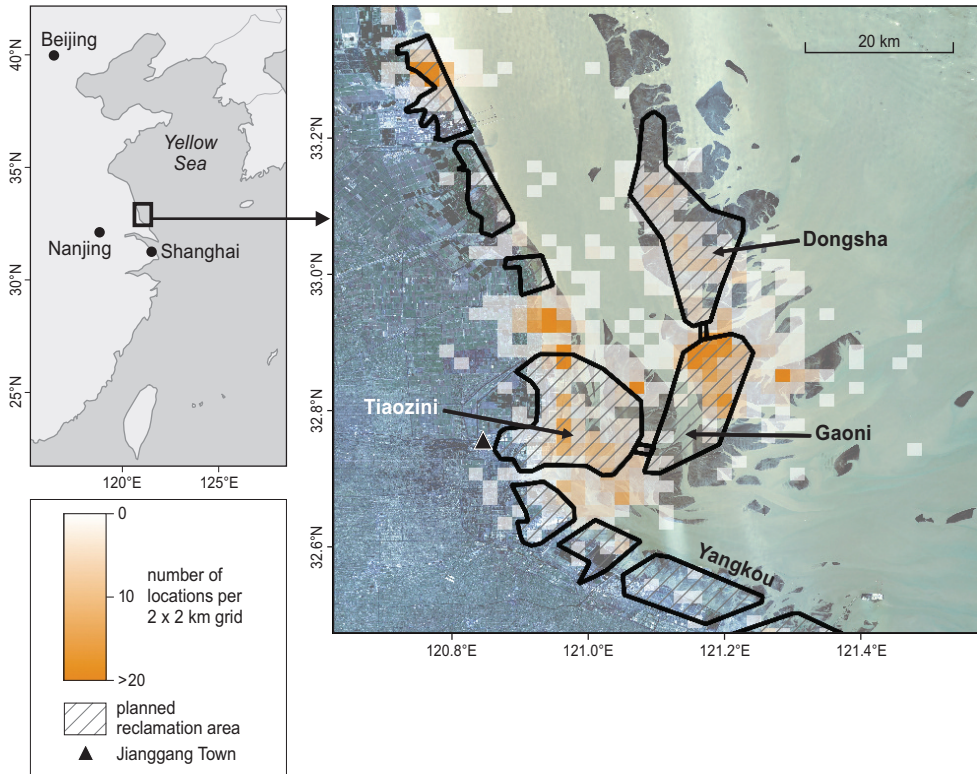 Beijing
Yellow
Sea
Nanjing
Shanghai
40°N
35°N
30°N
25°N
120°E
125°E
0
10
>20
number of
locations per
2 x 2 km grid
planned
reclamation area
Jianggang Town
20 km
Dongsha
Tiaozini
Gaoni
Yangkou
33.2°N
33.0°N
32.8°N
32.6°N
120.8°E
121.0°E
121.2°E
121.4°E